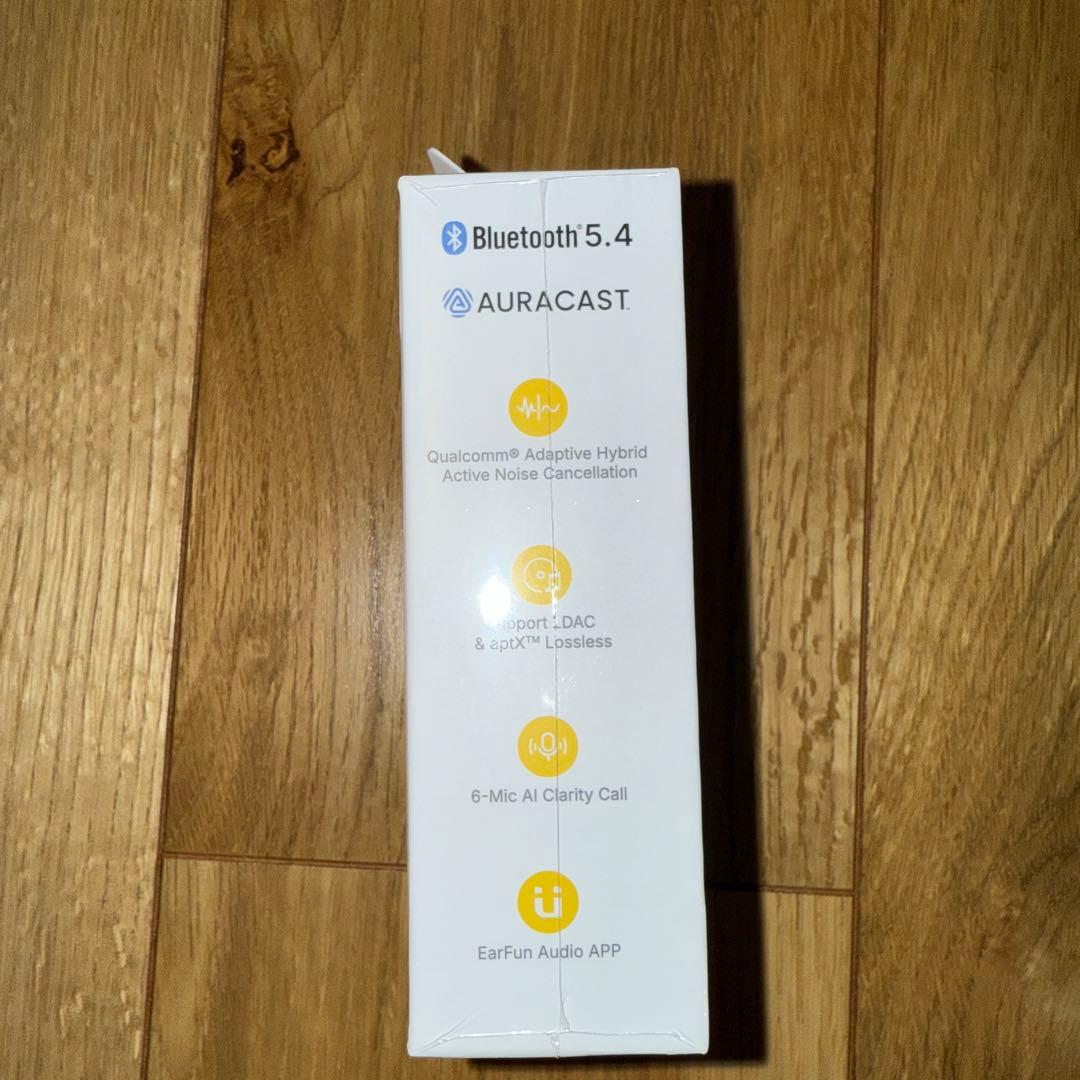 Bluetooth® 5.4
AURACAST™
Qualcomm® Adaptive Hybrid
Active Noise Cancellation
LDAC
& aptX™ Lossless
6-Mic AI Clarity Call
EarFun Audio APP